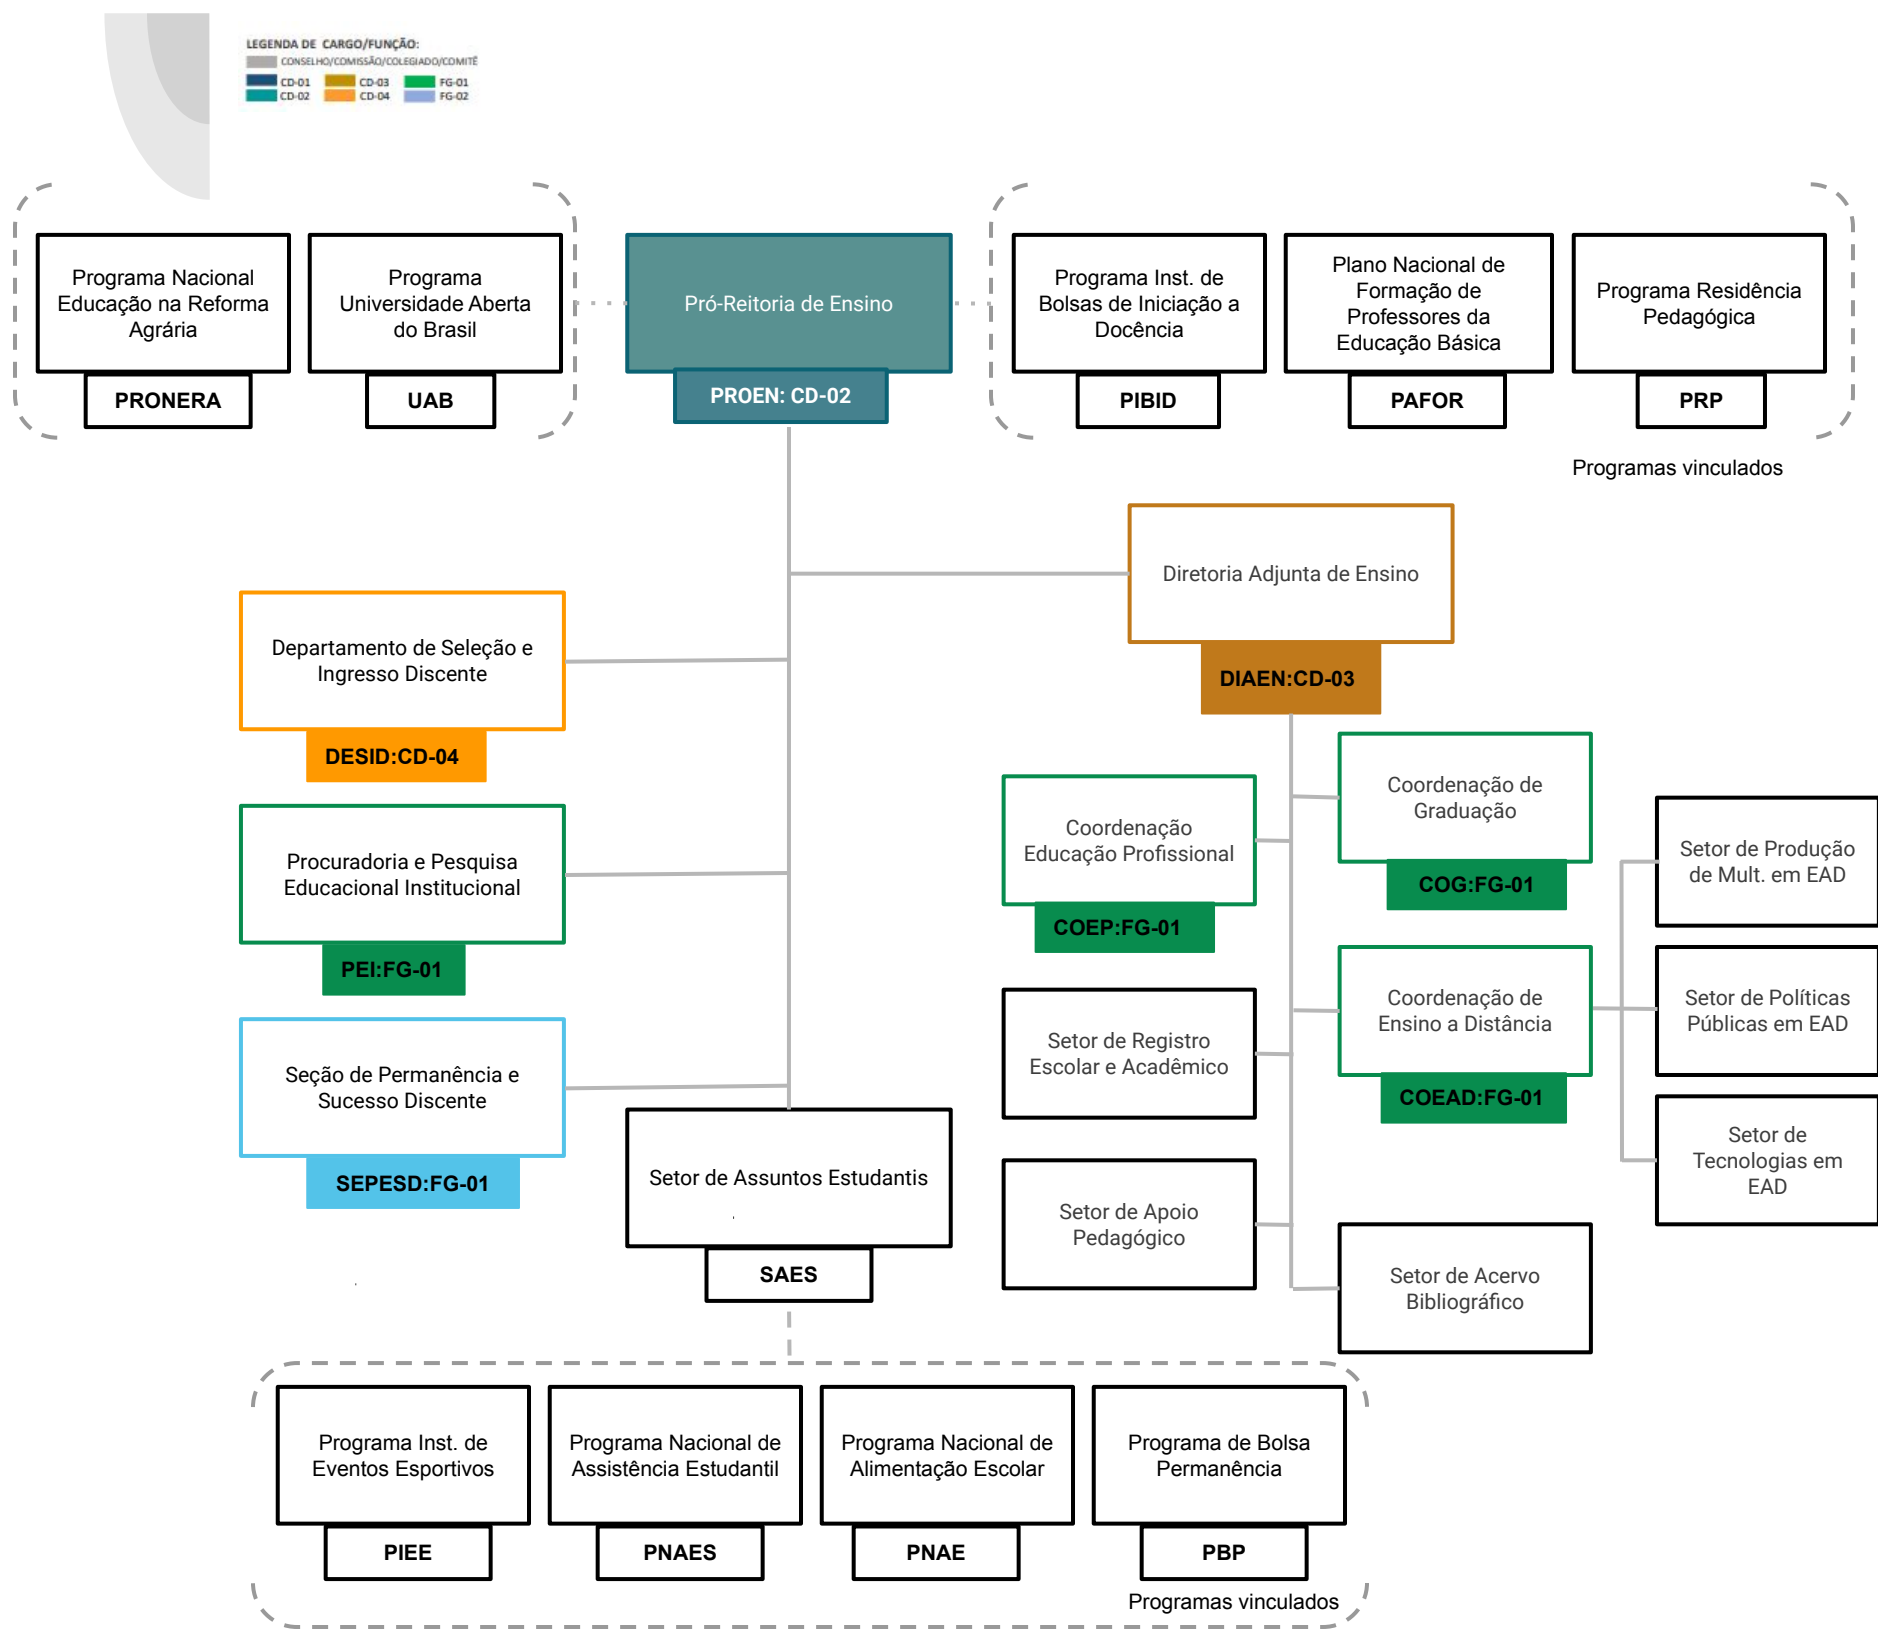 LEGENDA DE CARGO/FUNÇÃO:
CONSELHO/COMISSÃO/COLEGIADO/COMITÊ
CD-01 CD-03 FG-01
CD-02 CD-04 FG-02
Programa Nacional
Educação na Reforma
Agrária
PRONERA
Programa
Universidade Aberta
do Brasil
UAB
Pró-Reitoria de Ensino
PROEN: CD-02
Programa Inst. de
Bolsas de Iniciação a
Docência
PIBID
Plano Nacional de
Formação de
Professores da
Educação Básica
PAFOR
Programa Residência
Pedagógica
PRP
Programas vinculados
Diretoria Adjunta de Ensino
DIAEN:CD-03
Departamento de Seleção e
Ingresso Discente
DESID:CD-04
Procuradoria e Pesquisa
Educacional Institucional
PEI:FG-01
Seção de Permanência e
Sucesso Discente
SEPESD:FG-01
Setor de Assuntos Estudantis
SAES
Coordenação
Educação Profissional
COEP:FG-01
Coordenação de
Graduação
COG:FG-01
Setor de Registro
Escolar e Acadêmico
Coordenação de
Ensino a Distância
COEAD:FG-01
Setor de Apoio
Pedagógico
Setor de Acervo
Bibliográfico
Setor de Produção
de Mult. em EAD
Setor de Políticas
Públicas em EAD
Setor de
Tecnologias em
EAD
Programa Inst. de
Eventos Esportivos
PIEE
Programa Nacional de
Assistência Estudantil
PNAES
Programa Nacional de
Alimentação Escolar
PNAE
Programa de Bolsa
Permanência
PBP
Programas vinculados